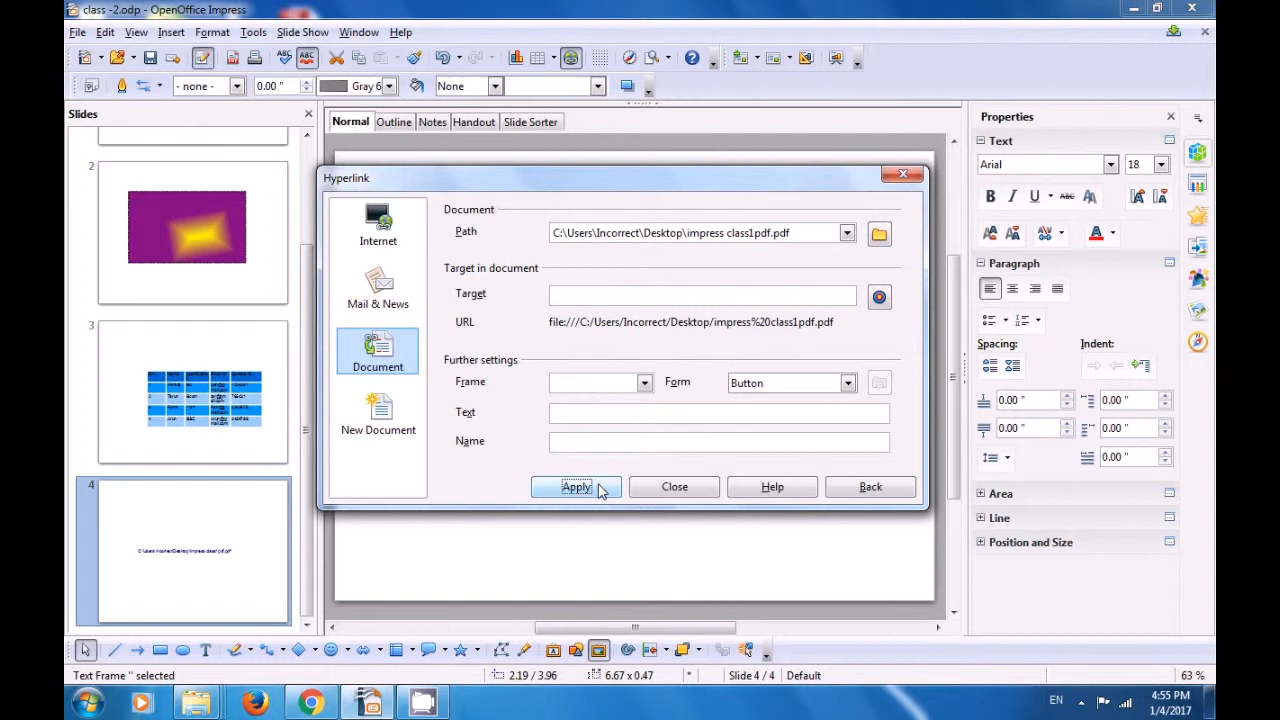 class -2.odp - OpenOffice Impress
File Edit View Insert Format Tools Slide Show Window Help
- none - 0.00 " Gray 6 None
Slides
Normal Outline Notes Handout Slide Sorter
Properties
Text
Arial 18
Paragraph
Spacing: Indent:
0.00 " 0.00 "
0.00 " 0.00 "
0.00 "
Area
Line
Position and Size
2
3
4
Hyperlink
Internet
Mail & News
Document
New Document
Document
Path C:\Users\Incorrect\Desktop\impress class1pdf.pdf
Target in document
Target
URL file:///C:/Users/Incorrect/Desktop/impress%20class1pdf.pdf
Further settings
Frame Form Button
Text
Name
Apply Close Help Back
Text Frame '' selected 2.19 / 3.96 6.67 x 0.47 * Slide 4 / 4 Default 63 %
EN 4:55 PM
1/4/2017